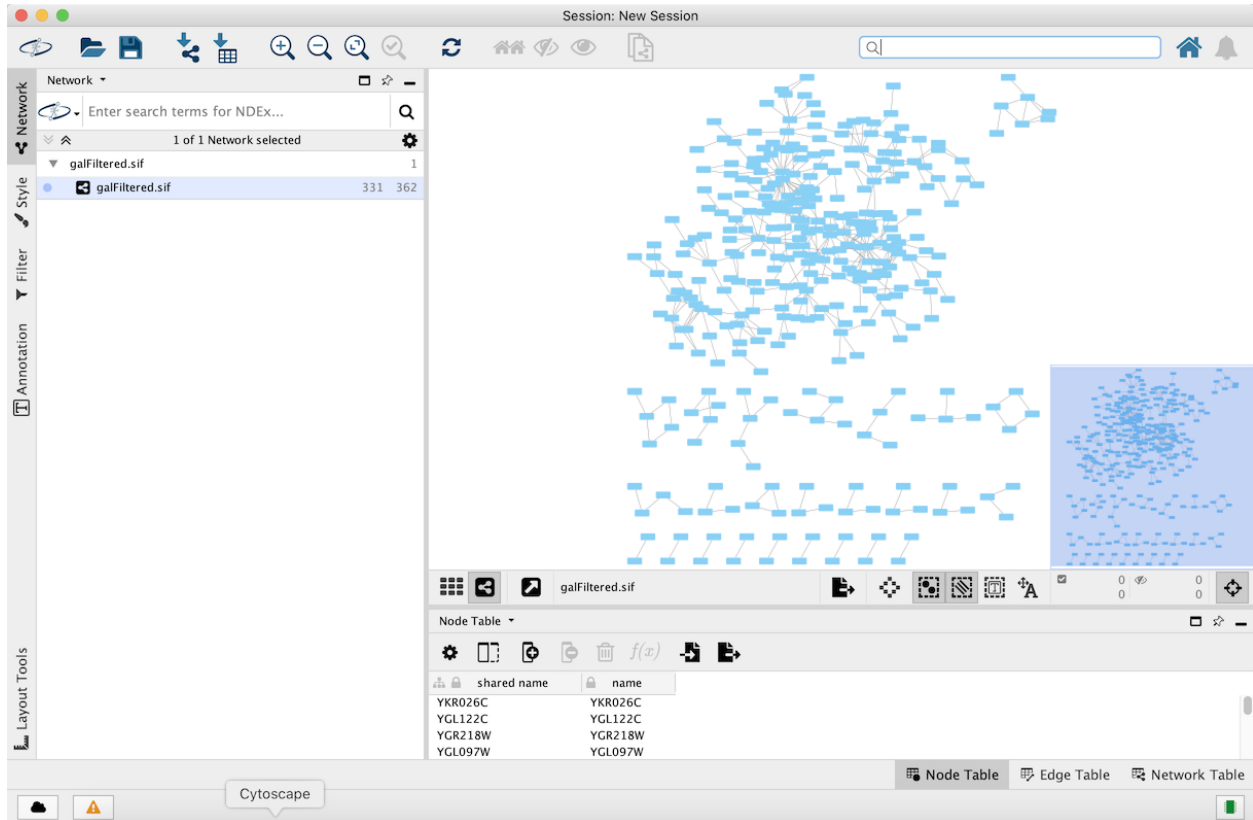 Session: New Session
Network
Enter search terms for NDEx...
1 of 1 Network selected
galFiltered.sif 1
galFiltered.sif 331 362
Network
Style
Filter
Annotation
Layout Tools
galFiltered.sif
0 0
0 0
Node Table
f(x)
shared name name
YKR026C YKR026C
YGL122C YGL122C
YGR218W YGR218W
YGL097W YGL097W
Node Table Edge Table Network Table
Cytoscape